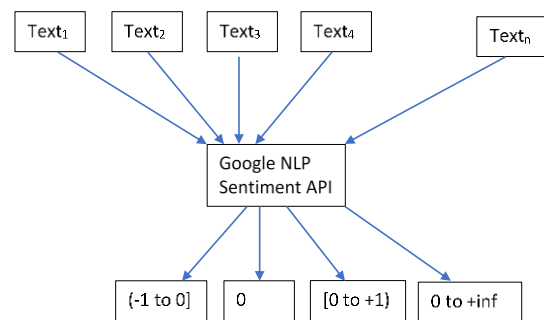 Text₁
Text₂
Text₃
Text₄
Textₙ
Google NLP
Sentiment API
(-1 to 0]
0
[0 to +1)
0 to +inf